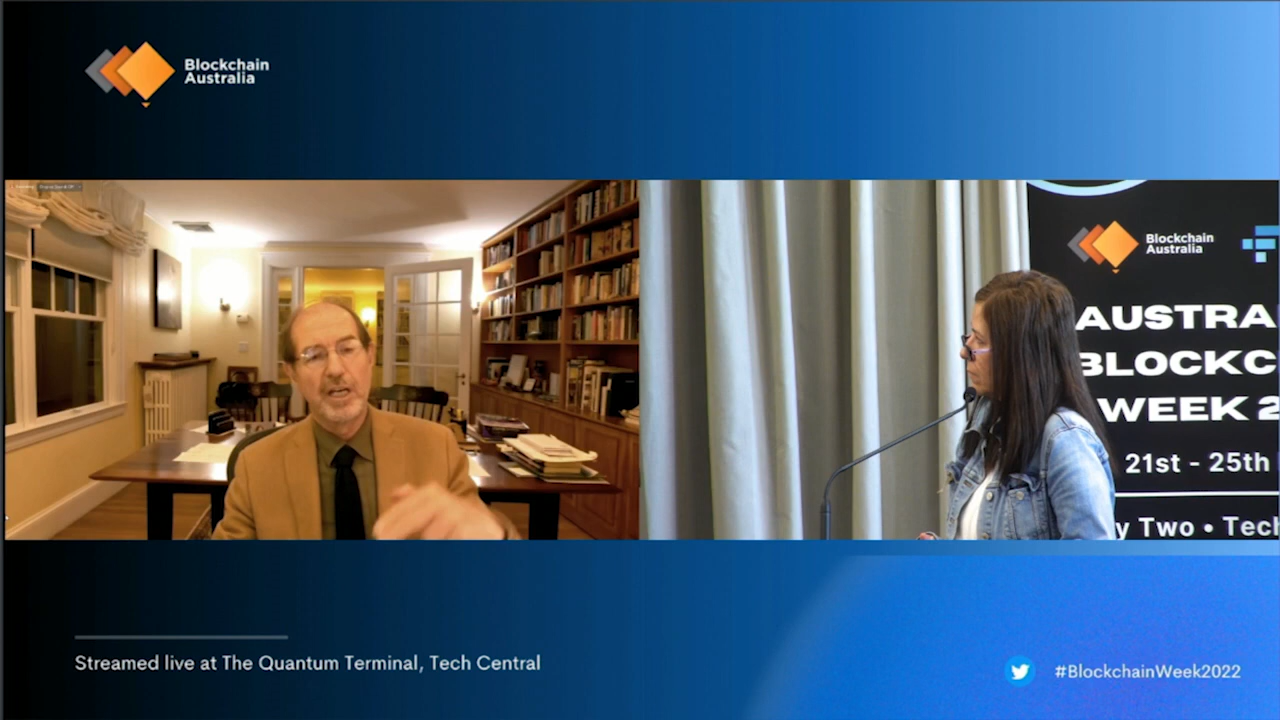 Blockchain
Australia
Blockchain
Australia
AUSTRA
BLOCKC
WEEK 2
21st - 25th
y Two • Tech
Streamed live at The Quantum Terminal, Tech Central
#BlockchainWeek2022